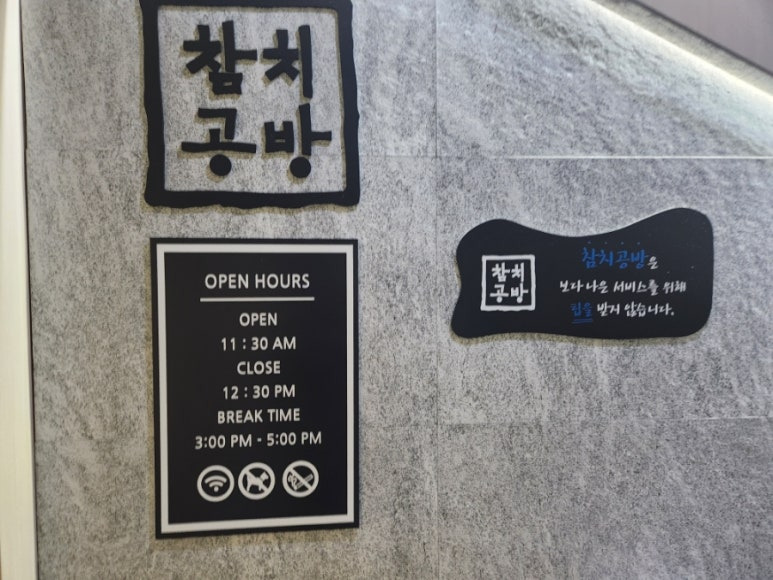 참치
공방
OPEN HOURS
OPEN
11 : 30 AM
CLOSE
12 : 30 PM
BREAK TIME
3:00 PM - 5:00 PM
참치
공방
참치공방은
보다 나은 서비스를 위해
팁을 받지 않습니다.